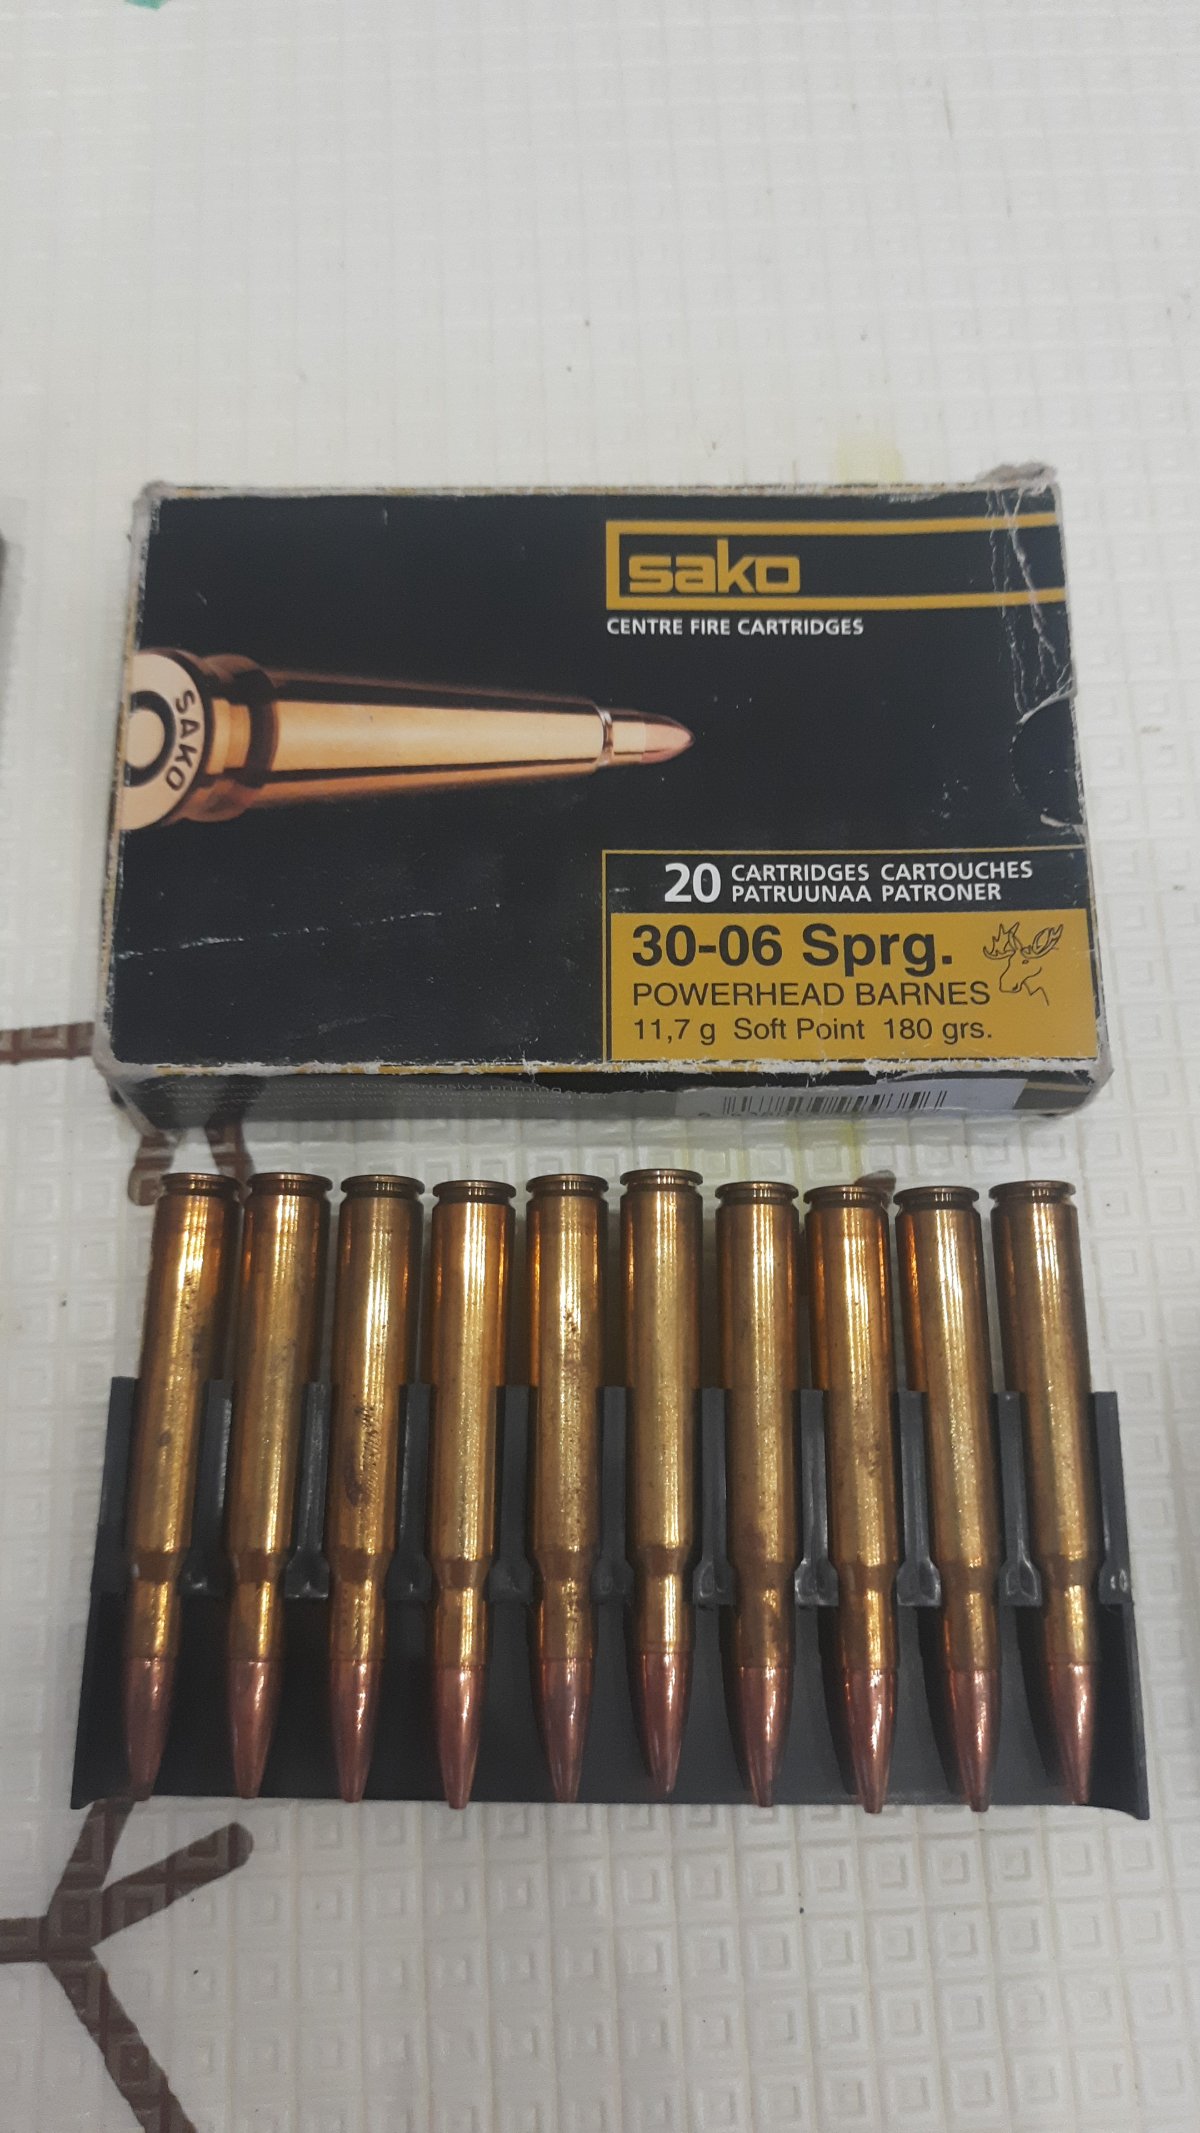 sako
CENTRE FIRE CARTRIDGES
SAKO
20 CARTRIDGES CARTOUCHES
PATRUUNAA PATRONER
30-06 Sprg.
POWERHEAD BARNES
11,7 g Soft Point 180 grs.